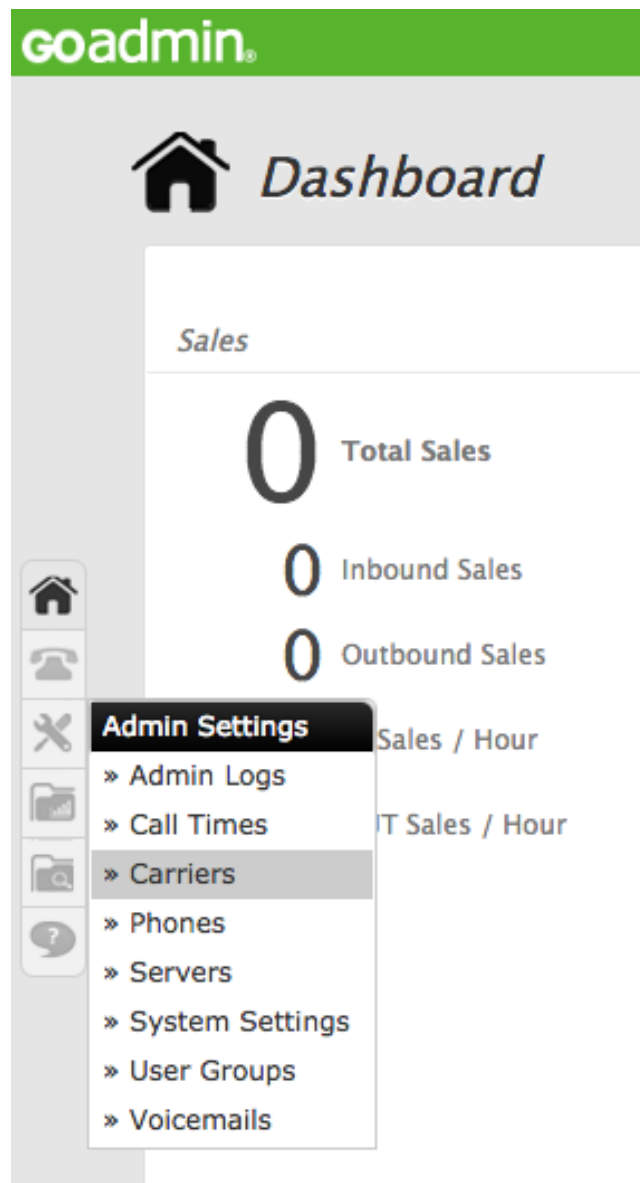 GOadmin®
Dashboard
Sales
0 Total Sales
0 Inbound Sales
0 Outbound Sales
Sales / Hour
T Sales / Hour
Admin Settings
» Admin Logs
» Call Times
» Carriers
» Phones
» Servers
» System Settings
» User Groups
» Voicemails